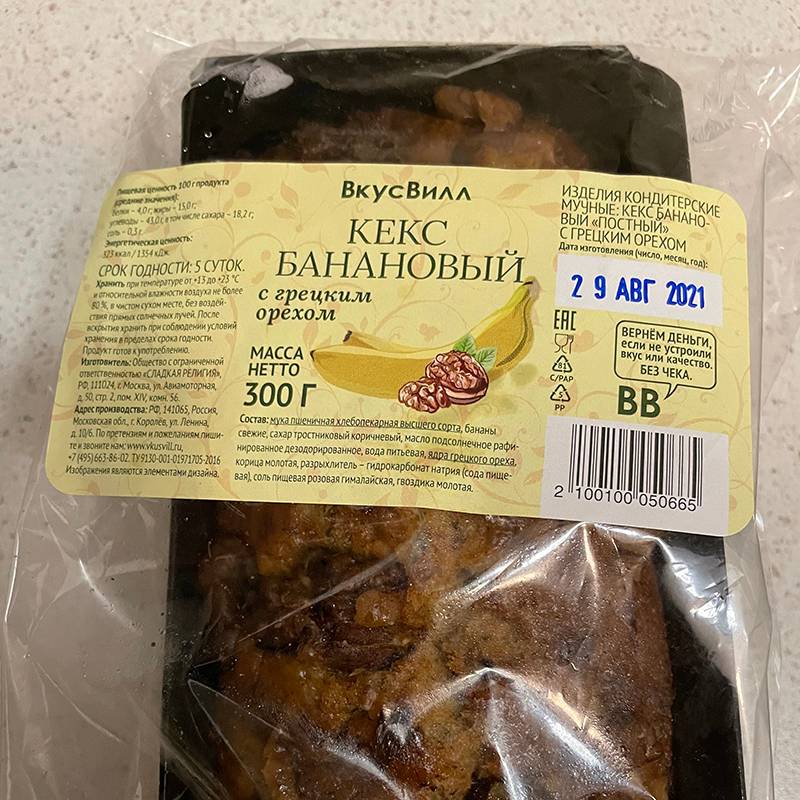 Пищевая ценность 100 г продукта
(средние значения):
белки – 4,0 г; жиры – 15,0 г;
углеводы – 43,0 г, в том числе сахара – 18,2 г;
соль – 0,3 г.
Энергетическая ценность:
323 ккал / 1354 кДж.
СРОК ГОДНОСТИ: 5 СУТОК.
Хранить при температуре от +15 до +23 °С
и относительной влажности воздуха не более
80 %, в чистом сухом месте, без воздей-
ствия прямых солнечных лучей. После
вскрытия хранить при соблюдении условий
хранения в пределах срока годности.
Продукт готов к употреблению.
Изготовитель: Общество с ограниченной
ответственностью «СЛАДКАЯ РЕЛИГИЯ»,
РФ, 111024, г. Москва, ул. Авиамоторная,
д. 50, стр. 2, пом. XIV, комн. 56.
Адрес производства: РФ, 141065, Россия,
Московская обл., г. Королёв, ул. Ленина,
д. 10/6. По претензиям и пожеланиям пиши-
те и звоните нам: www.vkusvill.ru,
+7 (495) 663-86-02. ТУ 9130-001-01971705-2016
Изображения являются элементами дизайна.
ВкусВилл
КЕКС
БАНАНОВЫЙ
с грецким
орехом
МАССА
НЕТТО
300 Г
Состав: мука пшеничная хлебопекарная высшего сорта, бананы
свежие, сахар тростниковый коричневый, масло подсолнечное рафи-
нированное дезодорированное, вода питьевая, ядра грецкого ореха,
корица молотая, разрыхлитель – гидрокарбонат натрия (сода пище-
вая), соль пищевая розовая гималайская, гвоздика молотая.
ИЗДЕЛИЯ КОНДИТЕРСКИЕ
МУЧНЫЕ: КЕКС БАНАНО-
ВЫЙ «ПОСТНЫЙ»
С ГРЕЦКИМ ОРЕХОМ
Дата изготовления (число, месяц, год):
29 АВГ 2021
ЕАС
81
C/PAP
5
PP
ВЕРНЁМ ДЕНЬГИ,
если не устроили
вкус или качество.
БЕЗ ЧЕКА.
ВВ
2 100100 050665